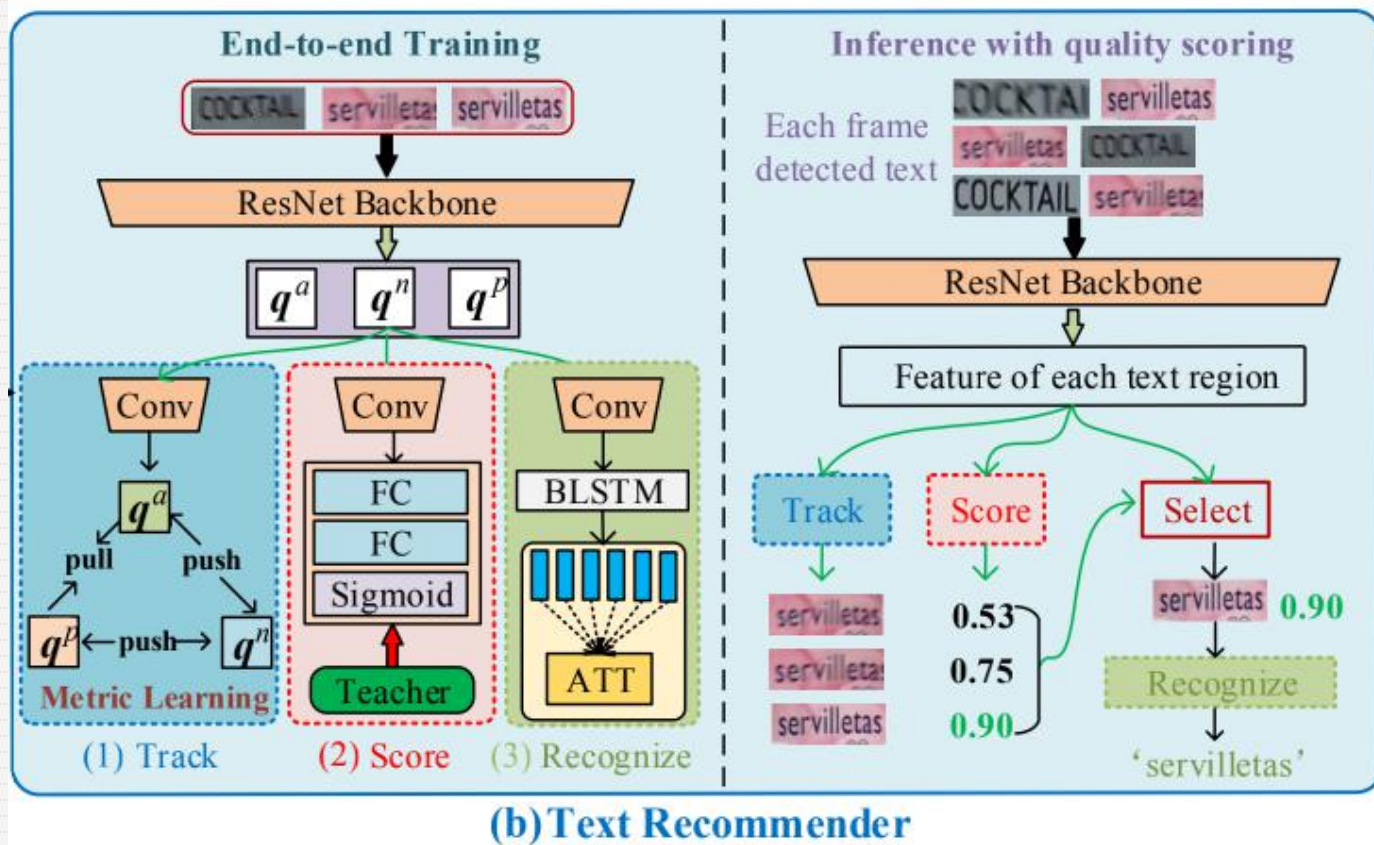 End-to-end Training
COCKTAIL servilletas servilletas
ResNet Backbone
q^a q^n q^p
Conv
q^a
pull
push
q^p
push
q^n
Metric Learning
(1) Track
Conv
FC
FC
Sigmoid
Teacher
(2) Score
Conv
BLSTM
ATT
(3) Recognize
Inference with quality scoring
Each frame
detected text
COCKTAI servilletas
servilletas COCKTAIL
COCKTAIL servilletas
ResNet Backbone
Feature of each text region
Track
Score
Select
servilletas
servilletas
servilletas
0.53
0.75
0.90
servilletas 0.90
Recognize
‘servilletas’
(b) Text Recommender